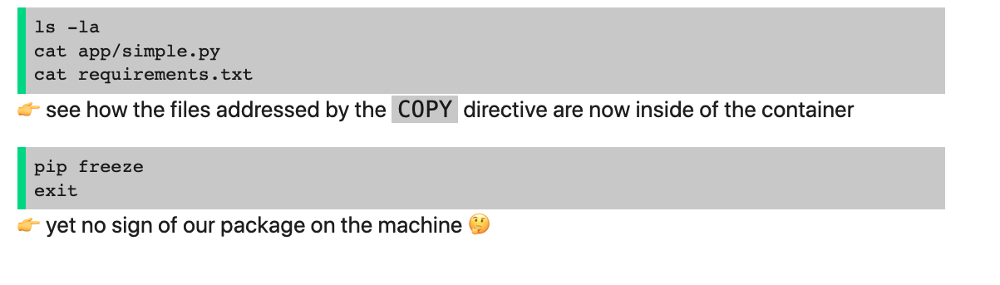 ls -la
cat app/simple.py
cat requirements.txt
👉 see how the files addressed by the COPY directive are now inside of the container
pip freeze
exit
👉 yet no sign of our package on the machine 🤔